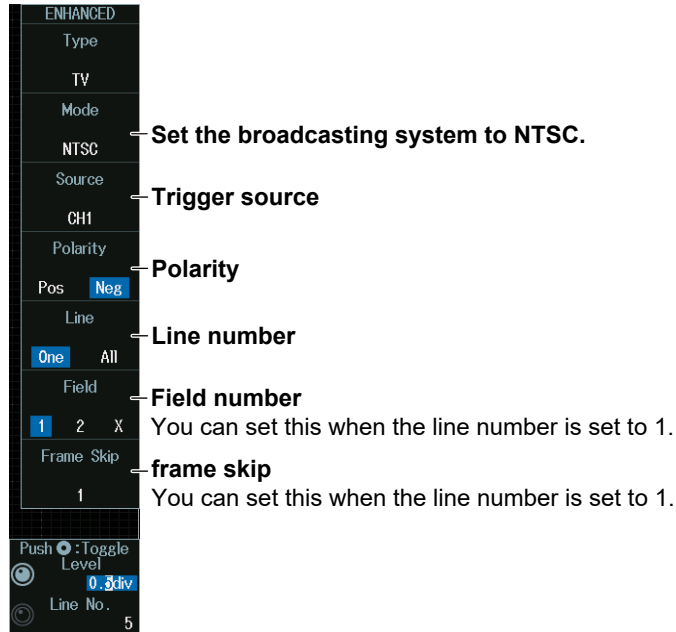 ENHANCED
Type
TV
Mode
NTSC
Set the broadcasting system to NTSC.
Source
CH1
Trigger source
Polarity
Pos Neg
Polarity
Line
One All
Line number
Field
1 2 X
Field number
You can set this when the line number is set to 1.
Frame Skip
1
frame skip
You can set this when the line number is set to 1.
Push :Toggle
Level
0.5div
Line No.
5